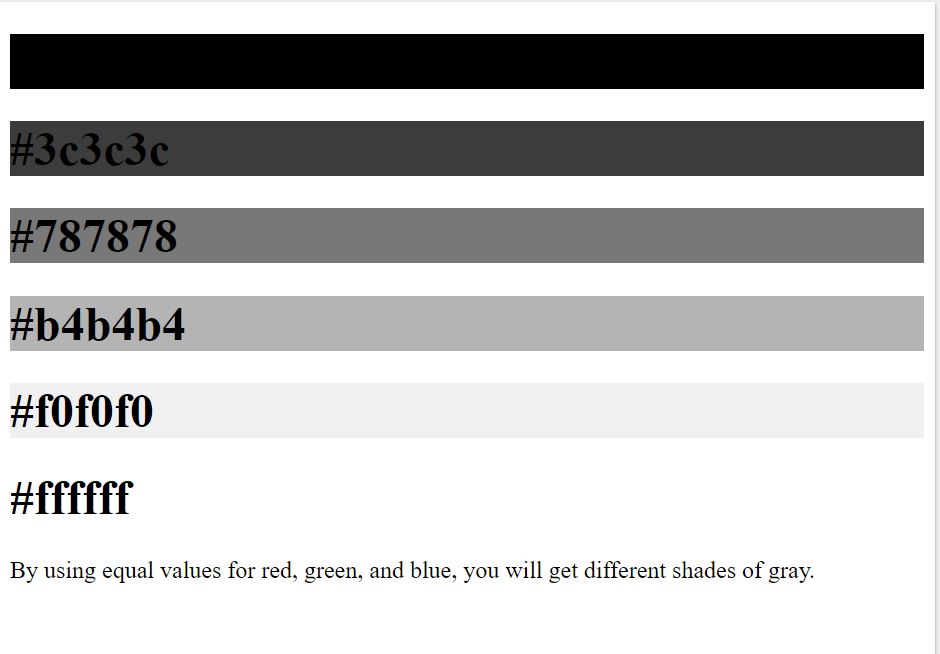 #3c3c3c
#787878
#b4b4b4
#f0f0f0
#ffffff
By using equal values for red, green, and blue, you will get different shades of gray.